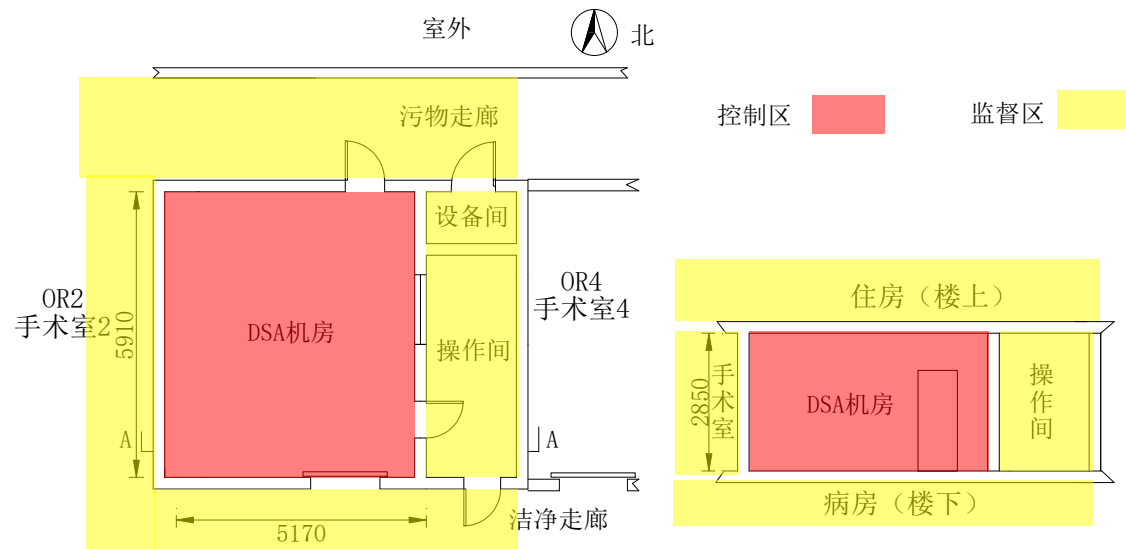 室外
北
控制区
监督区
污物走廊
设备间
OR2
手术室2
5910
DSA机房
操作间
OR4
手术室4
A
A
洁净走廊
5170
住房（楼上）
手术室
2850
DSA机房
操作间
病房（楼下）